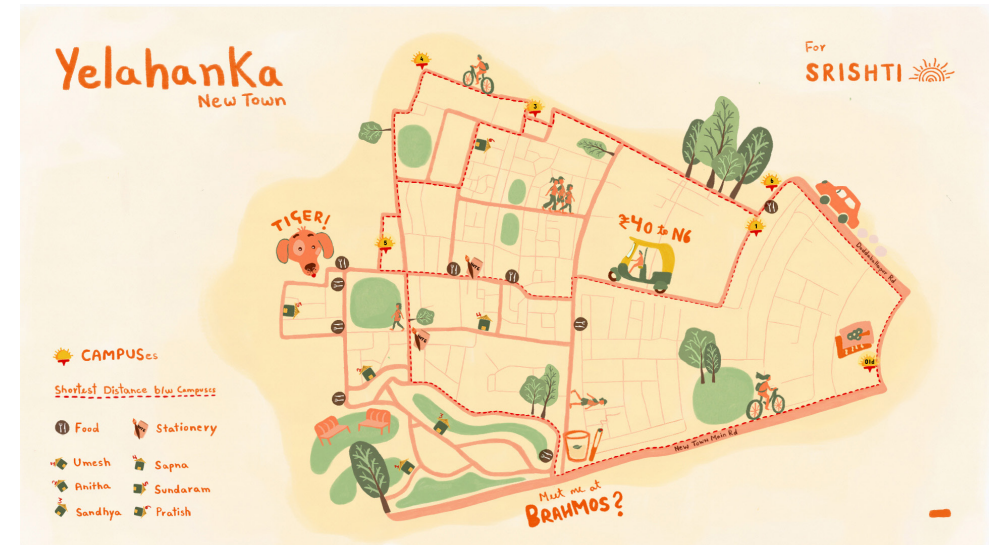 Yelahanka
New Town
For
SRISHTI
4
3
6
1
5
TIGER!
₹40 to N6
Doddaballapur Rd
Old
New Town Main Rd
Meet me at
BRAHMOS?
CAMPUSes
Shortest Distance b/w Campuses
Food
Stationery
Umesh
Sapna
Anitha
Sundaram
Sandhya
Pratish